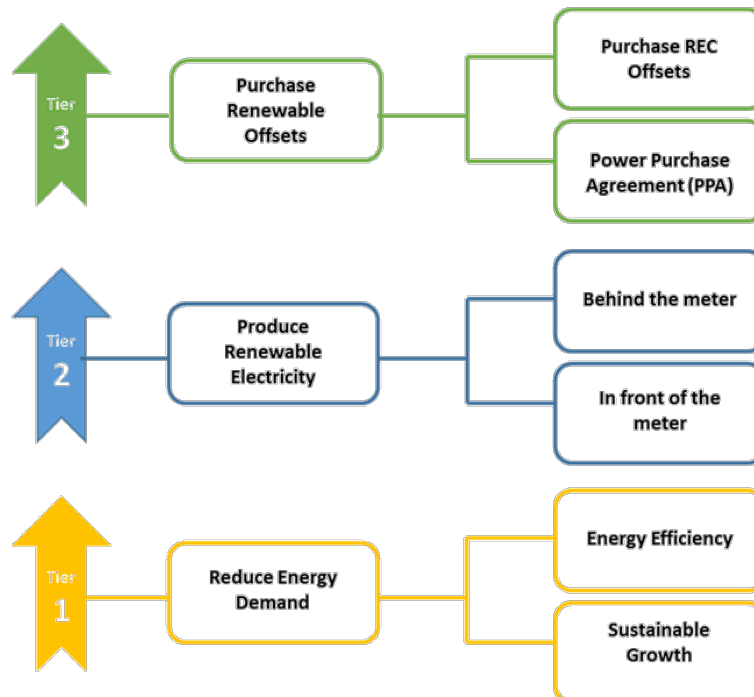 Tier
3
Purchase
Renewable
Offsets
Purchase REC
Offsets
Power Purchase
Agreement (PPA)
Tier
2
Produce
Renewable
Electricity
Behind the meter
In front of the
meter
Tier
1
Reduce Energy
Demand
Energy Efficiency
Sustainable
Growth